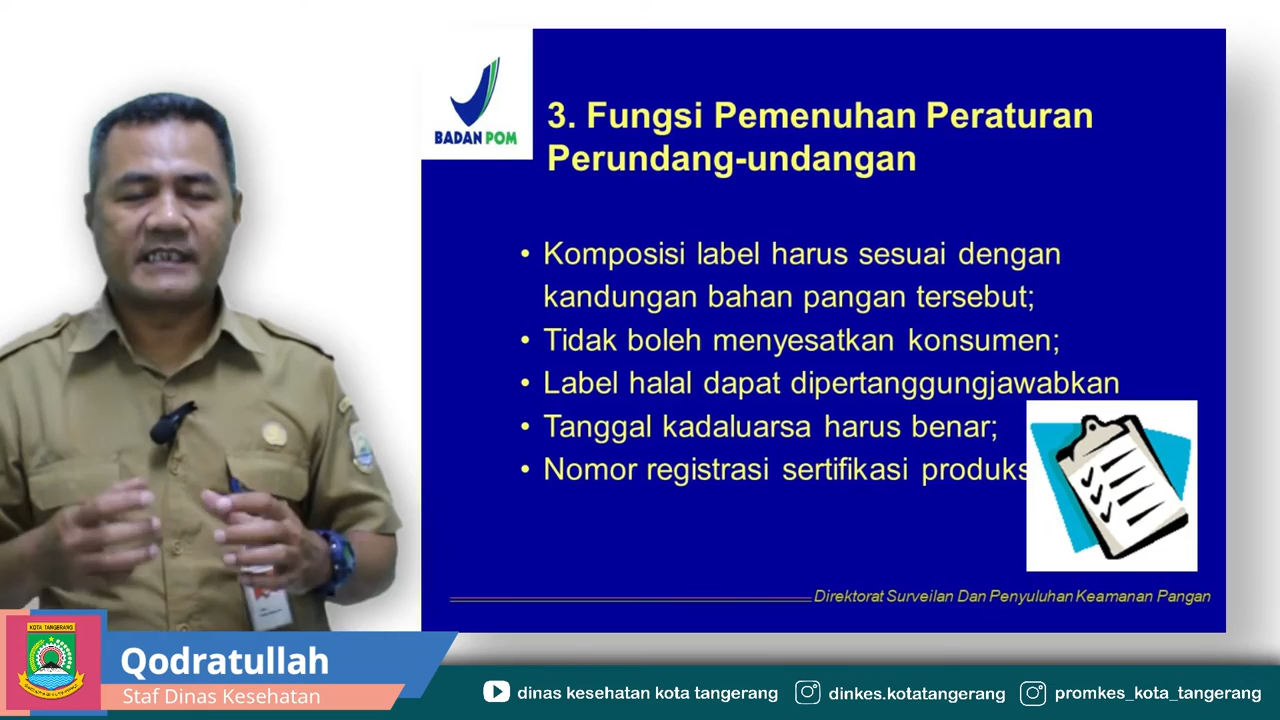 BADAN POM
3. Fungsi Pemenuhan Peraturan
Perundang-undangan
• Komposisi label harus sesuai dengan
kandungan bahan pangan tersebut;
• Tidak boleh menyesatkan konsumen;
• Label halal dapat dipertanggungjawabkan
• Tanggal kadaluarsa harus benar;
• Nomor registrasi sertifikasi produks
Direktorat Surveilan Dan Penyuluhan Keamanan Pangan
KOTA TANGERANG
Qodratullah
Staf Dinas Kesehatan
dinas kesehatan kota tangerang
dinkes.kotatangerang
promkes_kota_tangerang